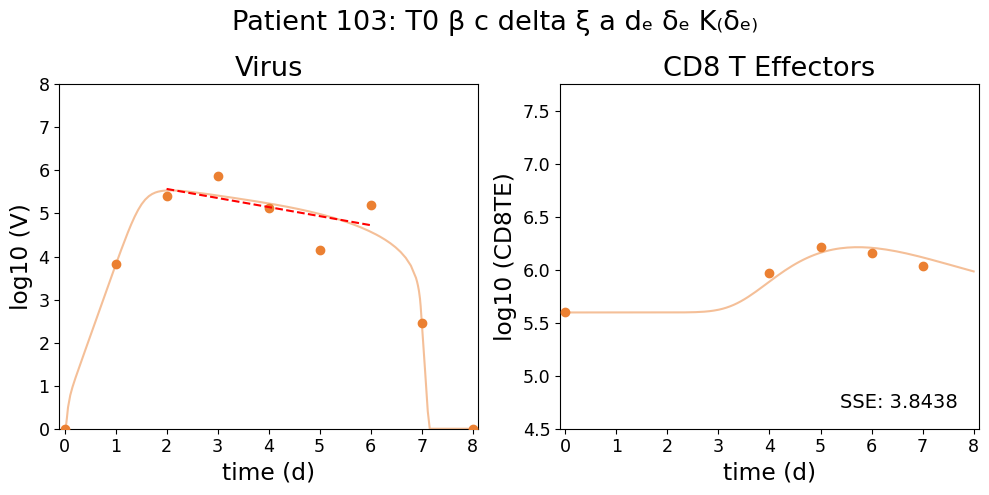 Patient 103: T0 β c delta ξ a dₑ δₑ K₍δₑ₎
Virus
CD8 T Effectors
log10 (V)
8
7
6
5
4
3
2
1
0
0 1 2 3 4 5 6 7 8
time (d)
log10 (CD8TE)
7.5
7.0
6.5
6.0
5.5
5.0
4.5
SSE: 3.8438
0 1 2 3 4 5 6 7 8
time (d)